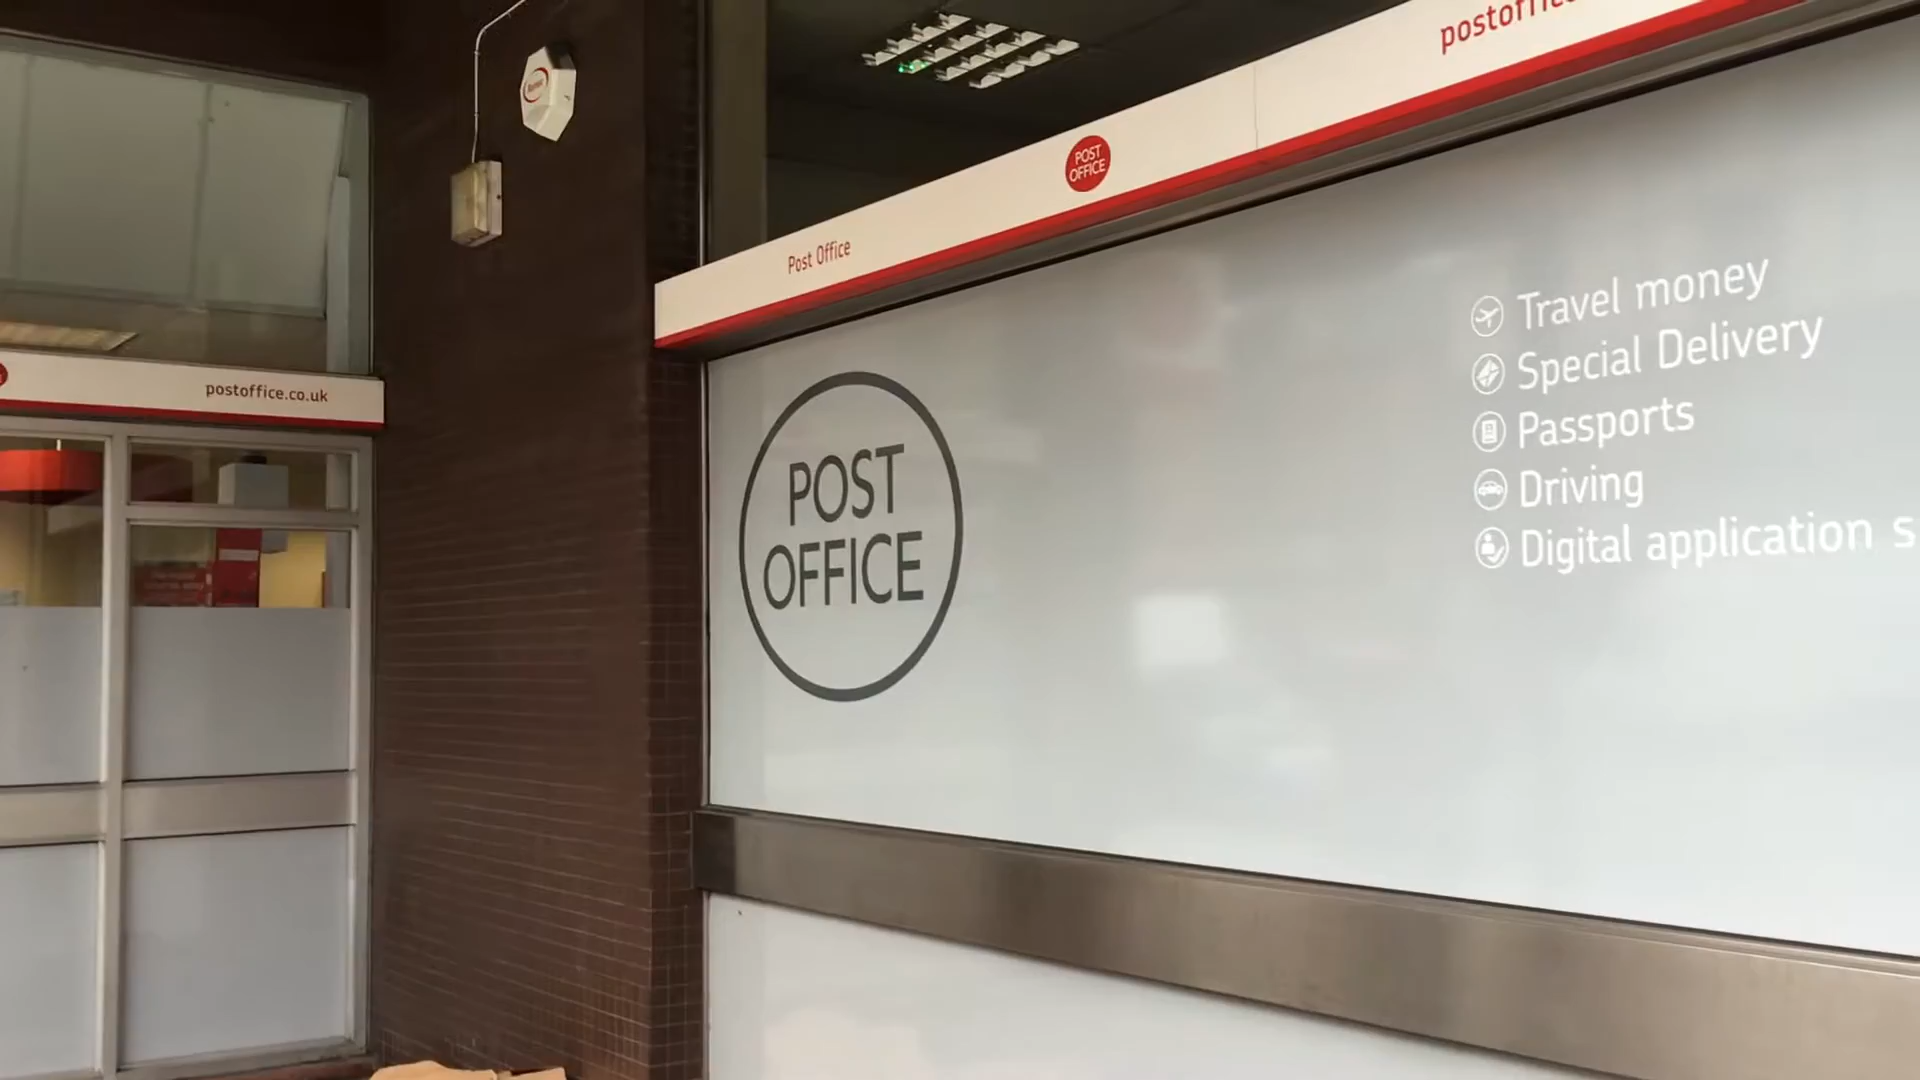 postoffic
POST
OFFICE
Post Office
postoffice.co.uk
POST
OFFICE
Travel money
Special Delivery
Passports
Driving
Digital application s